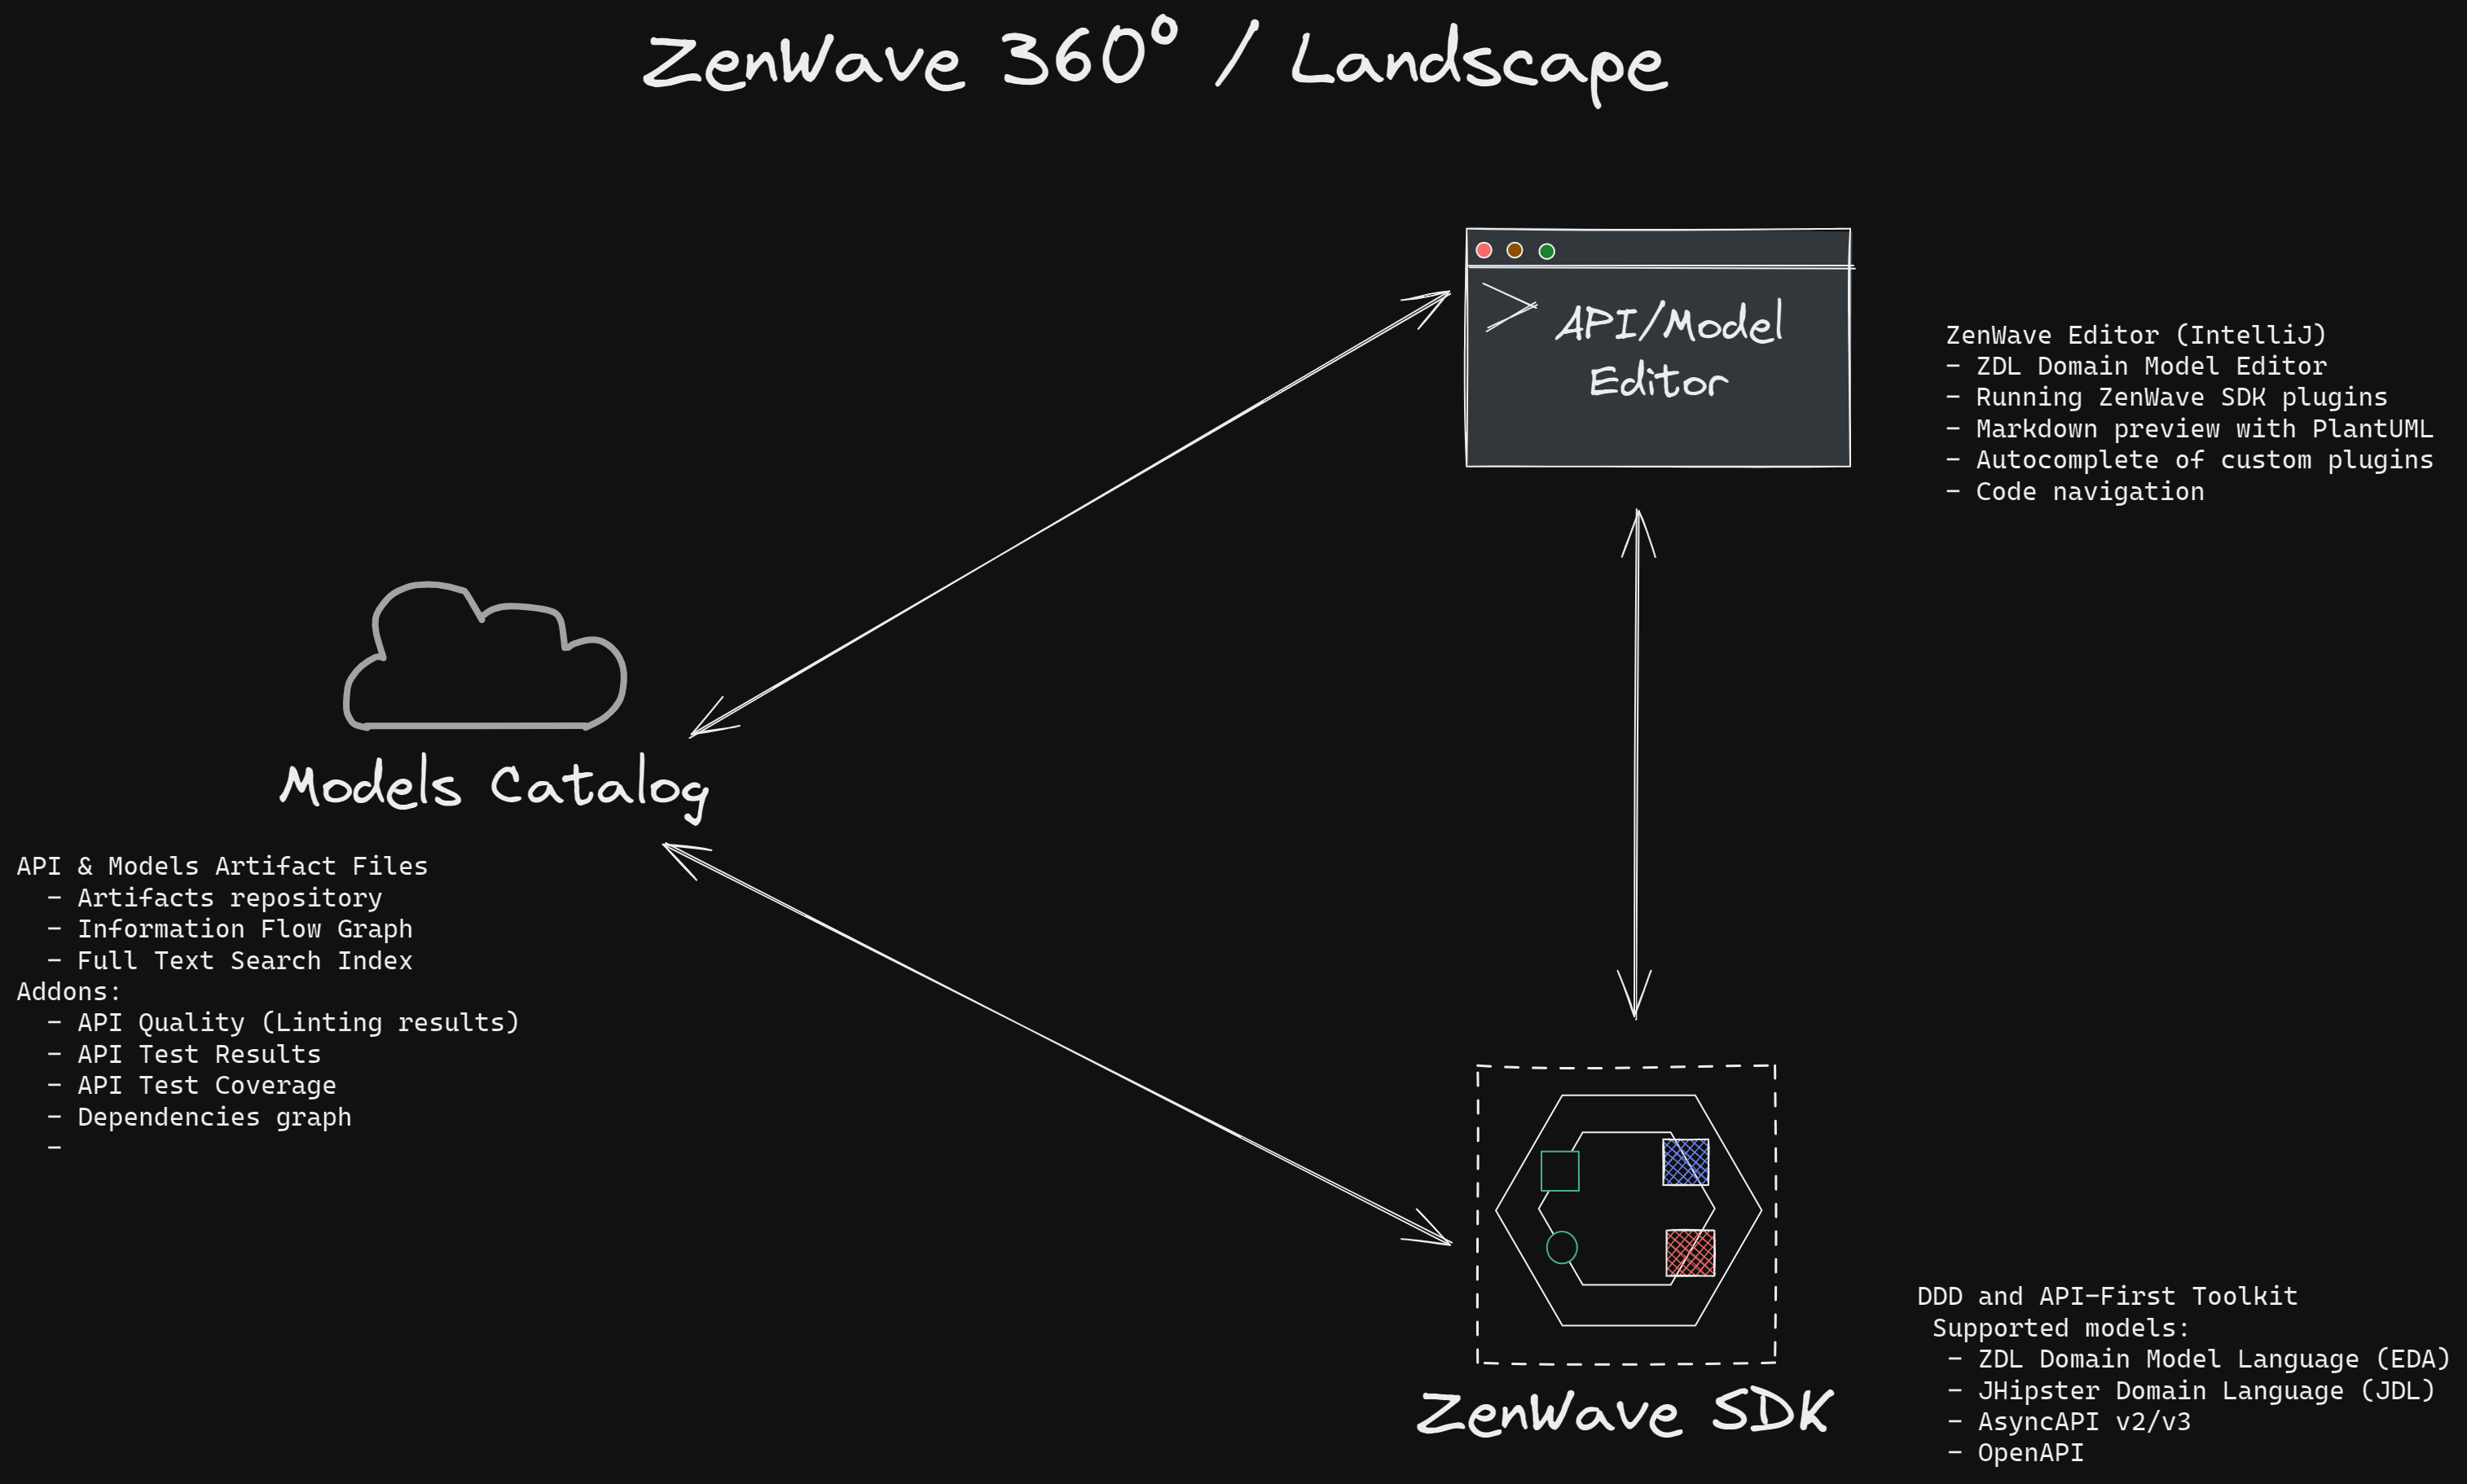 ZenWave 360° / Landscape
API/Model
Editor
ZenWave Editor (IntelliJ)
- ZDL Domain Model Editor
- Running ZenWave SDK plugins
- Markdown preview with PlantUML
- Autocomplete of custom plugins
- Code navigation
Models Catalog
API & Models Artifact Files
- Artifacts repository
- Information Flow Graph
- Full Text Search Index
Addons:
- API Quality (Linting results)
- API Test Results
- API Test Coverage
- Dependencies graph
-
ZenWave SDK
DDD and API-First Toolkit
Supported models:
- ZDL Domain Model Language (EDA)
- JHipster Domain Language (JDL)
- AsyncAPI v2/v3
- OpenAPI